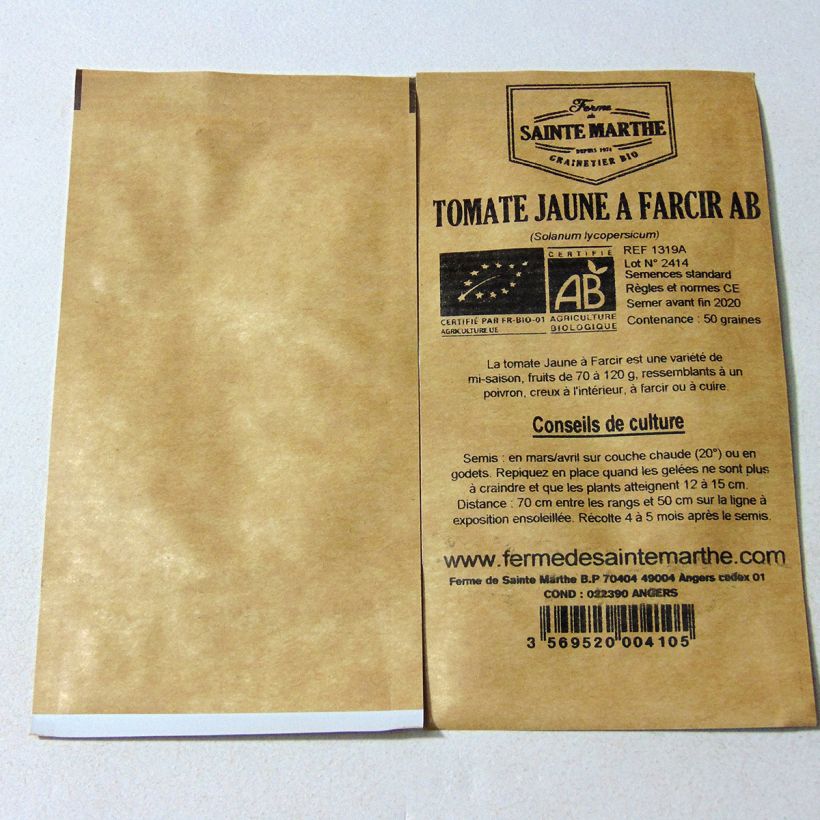 Ferme
de
SAINTE MARTHE
DEPUIS 1974
GRAINETIER BIO
TOMATE JAUNE A FARCIR AB
(Solanum lycopersicum)
CERTIFIÉ
AB
AGRICULTURE
BIOLOGIQUE
CERTIFIÉ PAR FR-BIO-01
AGRICULTURE UE
REF 1319A
Lot N° 2414
Semences standard
Règles et normes CE
Semer avant fin 2020
Contenance : 50 graines
La tomate Jaune à Farcir est une variété de
mi-saison, fruits de 70 à 120 g, ressemblants à un
poivron, creux à l'intérieur, à farcir ou à cuire.
Conseils de culture
Semis : en mars/avril sur couche chaude (20°) ou en
godets. Repiquez en place quand les gelées ne sont plus
à craindre et que les plants atteignent 12 à 15 cm.
Distance : 70 cm entre les rangs et 50 cm sur la ligne à
exposition ensoleillée. Récolte 4 à 5 mois après le semis.
www.fermedesaintemarthe.com
Ferme de Sainte Marthe B.P 70404 49004 Angers cedex 01
COND : 022390 ANGERS
3 569520 004105